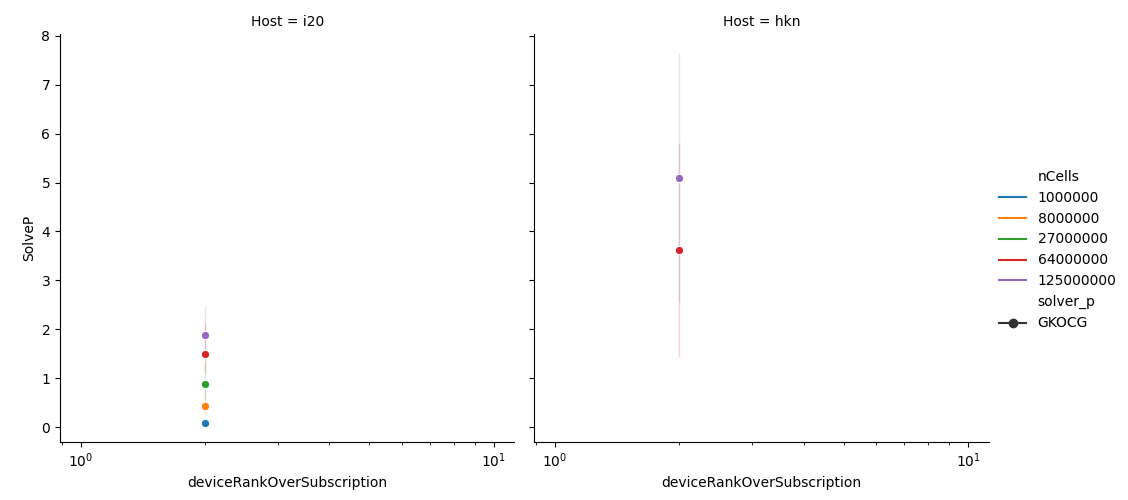 Host = i20
Host = hkn
8
7
6
5
4
3
2
1
0
SolveP
10^0
10^1
10^0
10^1
deviceRankOverSubscription
deviceRankOverSubscription
nCells
1000000
8000000
27000000
64000000
125000000
solver_p
GKOCG